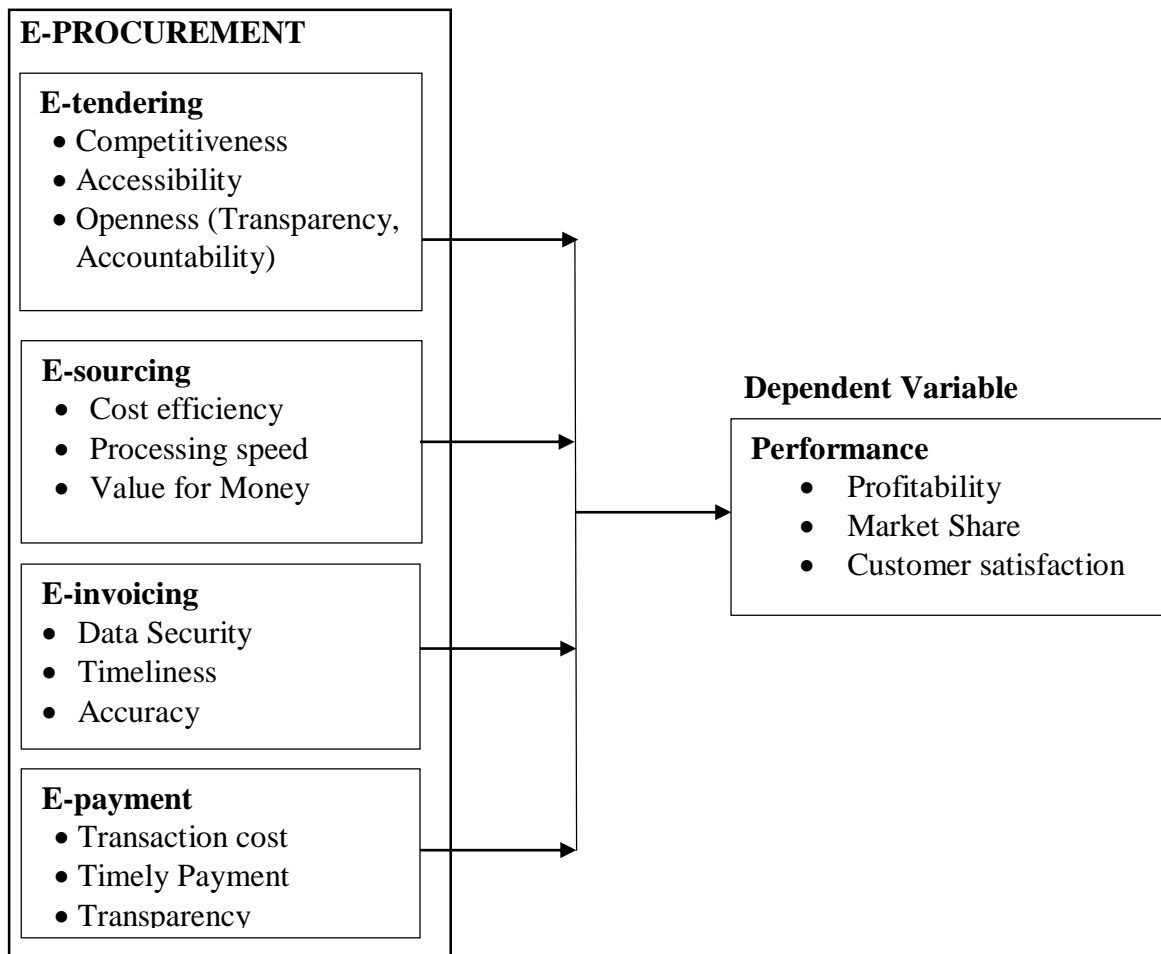 E-PROCUREMENT
E-tendering
• Competitiveness
• Accessibility
• Openness (Transparency,
Accountability)
E-sourcing
• Cost efficiency
• Processing speed
• Value for Money
E-invoicing
• Data Security
• Timeliness
• Accuracy
E-payment
• Transaction cost
• Timely Payment
• Transparency
Dependent Variable
Performance
• Profitability
• Market Share
• Customer satisfaction